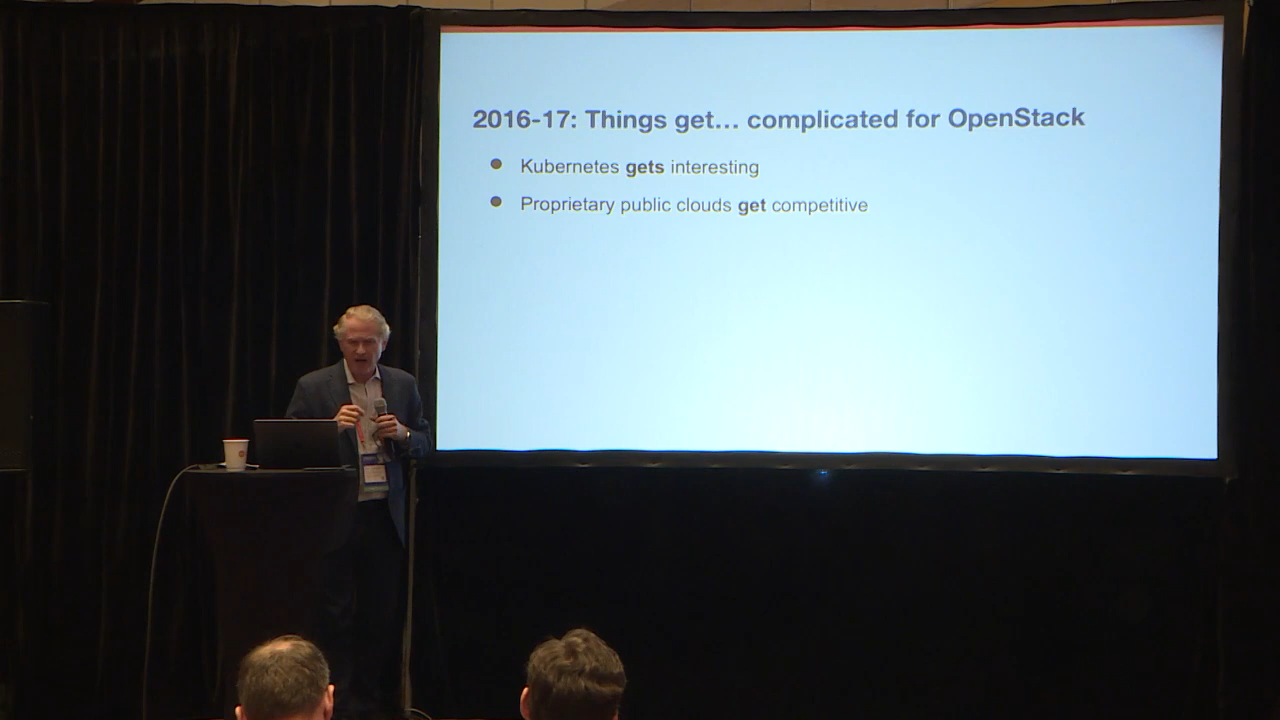 2016-17: Things get... complicated for OpenStack
Kubernetes gets interesting
Proprietary public clouds get competitive